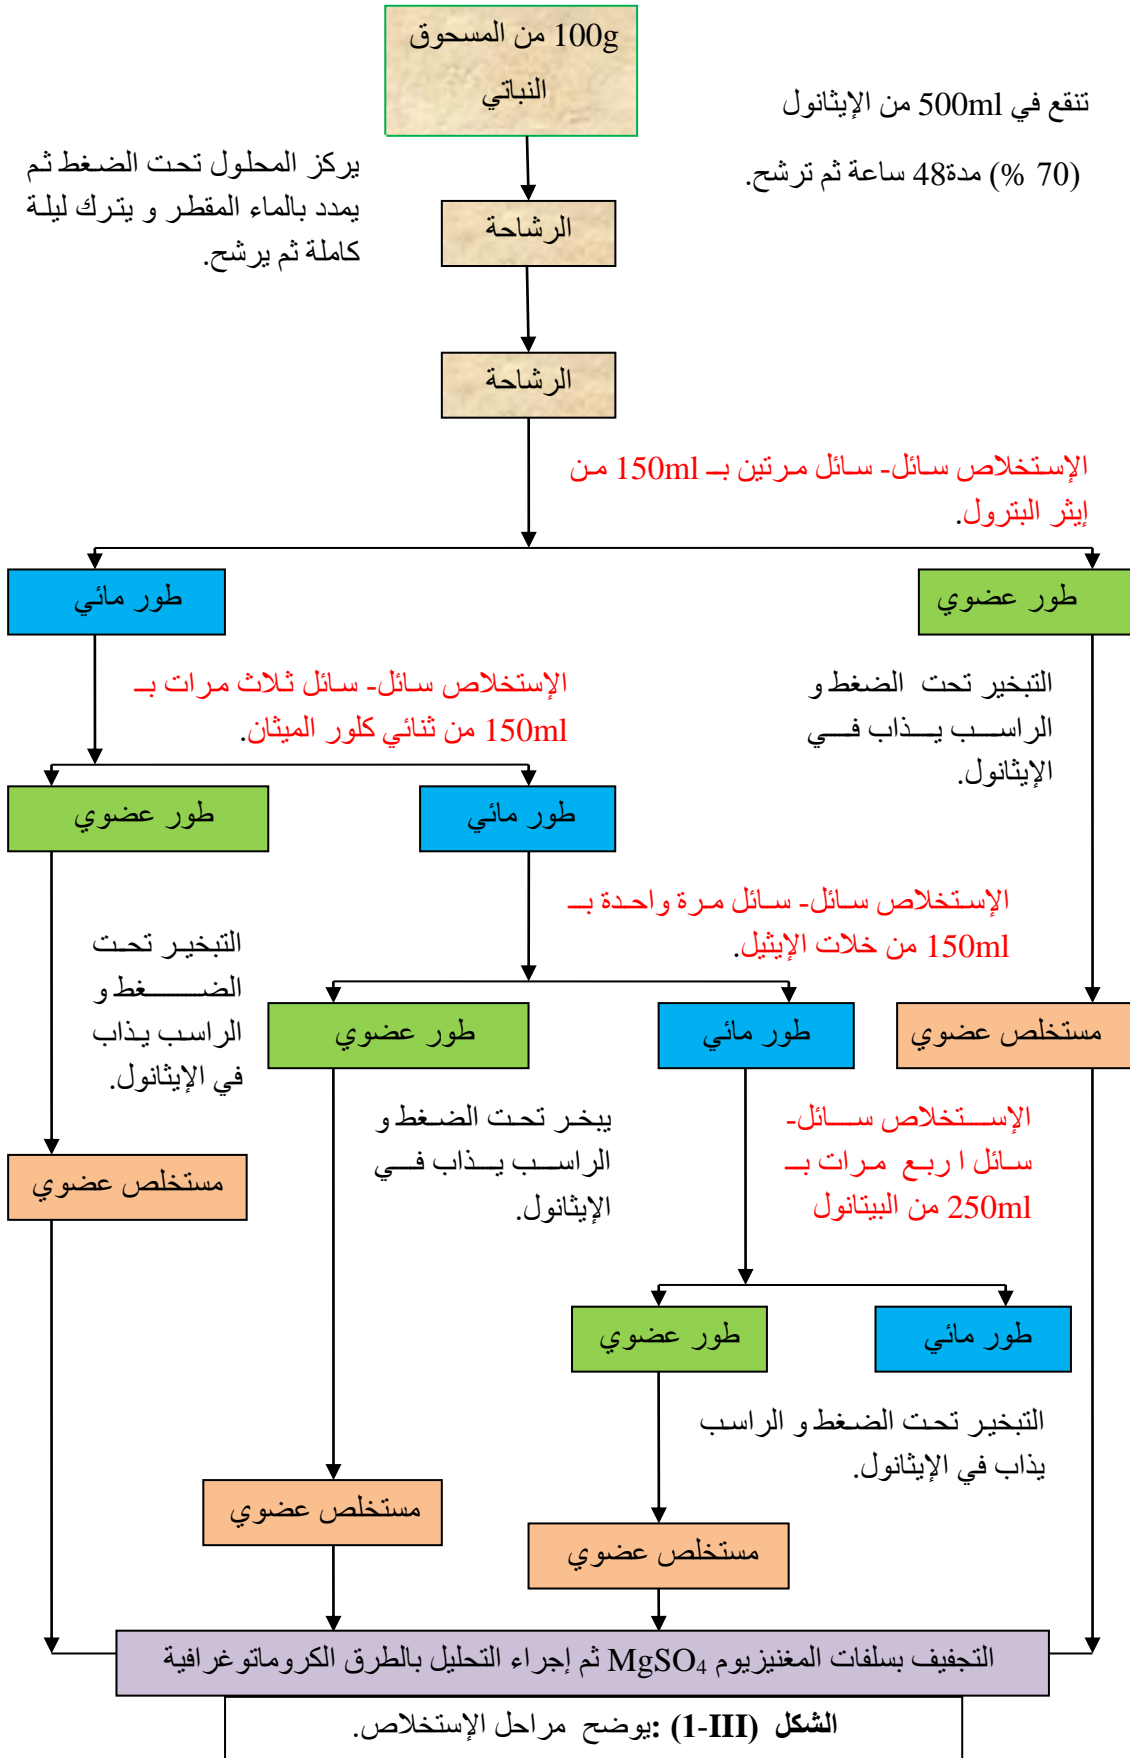 100g من المسحوق
النباتي
تنقع في 500ml من الإيثانول
(70 %) مدة48 ساعة ثم ترشح.
الرشاحة
يركز المحلول تحت الضغط ثم
يمدد بالماء المقطر و يترك ليلة
كاملة ثم يرشح.
الرشاحة
الإستخلاص سائل- سائل مرتين بـ 150ml من
إيثر البترول.
طور عضوي
طور مائي
التبخير تحت الضغط و
الراسب يذاب في
الإيثانول.
الإستخلاص سائل- سائل ثلاث مرات بـ
150ml من ثنائي كلور الميثان.
طور مائي
طور عضوي
الإستخلاص سائل- سائل مرة واحدة بـ
150ml من خلات الإيثيل.
التبخير تحت
الضغط و
الراسب يذاب
في الإيثانول.
مستخلص عضوي
طور مائي
طور عضوي
الإستخلاص سائل-
سائل اربع مرات بـ
250ml من البيتانول
يبخر تحت الضغط و
الراسب يذاب في
الإيثانول.
مستخلص عضوي
طور مائي
طور عضوي
التبخير تحت الضغط و الراسب
يذاب في الإيثانول.
مستخلص عضوي
مستخلص عضوي
التجفيف بسلفات المغنيزيوم MgSO₄ ثم إجراء التحليل بالطرق الكروماتوغرافية
الشكل (III-1) :يوضح مراحل الإستخلاص.